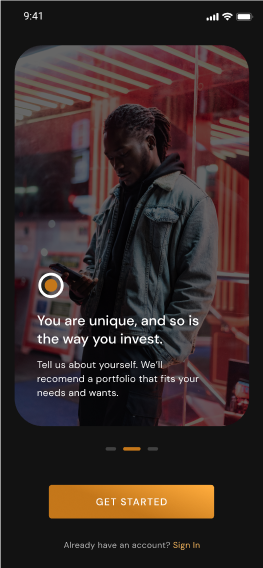 9:41
You are unique, and so is
the way you invest.
Tell us about yourself. We'll
recomend a portfolio that fits your
needs and wants.
GET STARTED
Already have an account? Sign In